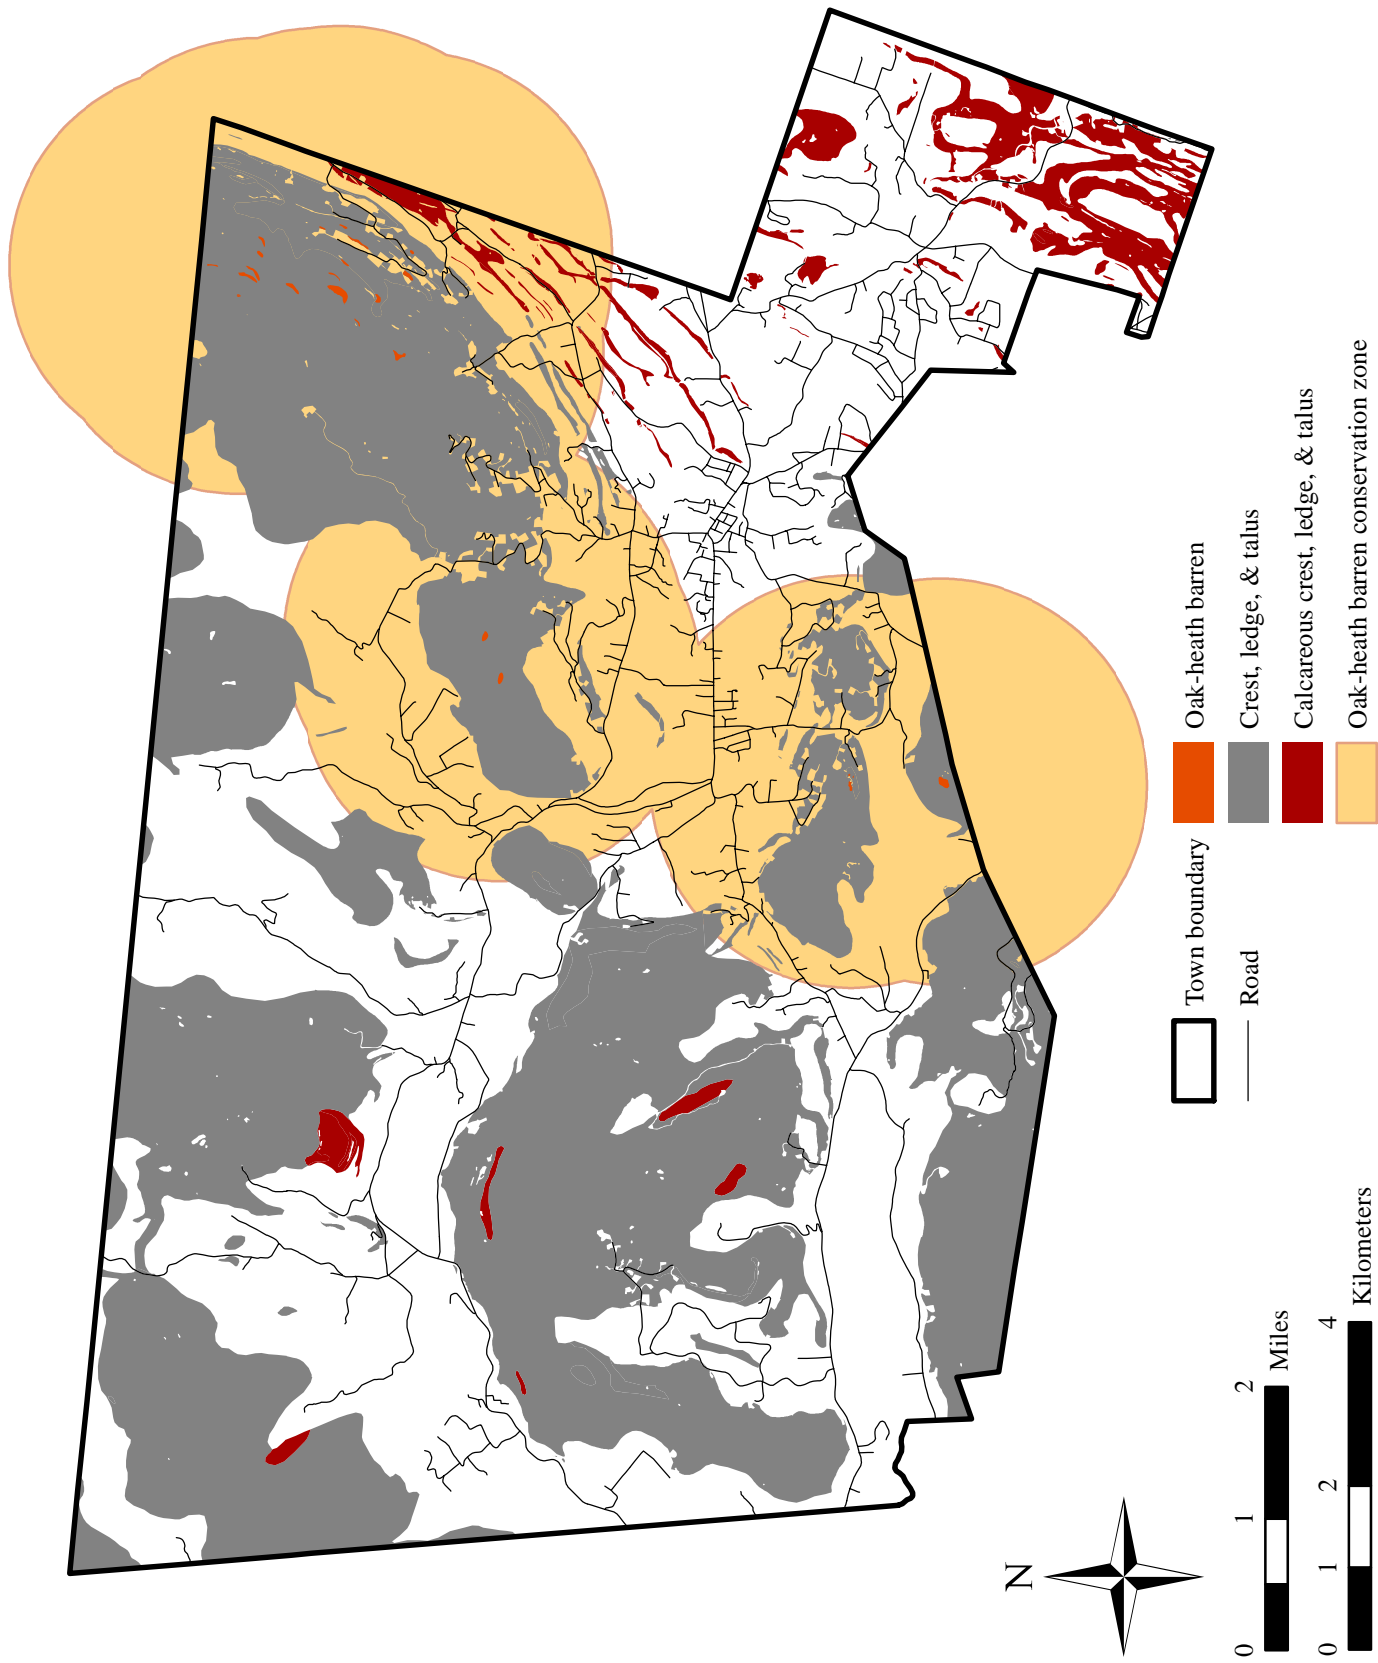 N
0 1 2 Miles
0 1 2 4 Kilometers
Town boundary
Road
Oak-heath barren
Crest, ledge, & talus
Calcareous crest, ledge, & talus
Oak-heath barren conservation zone